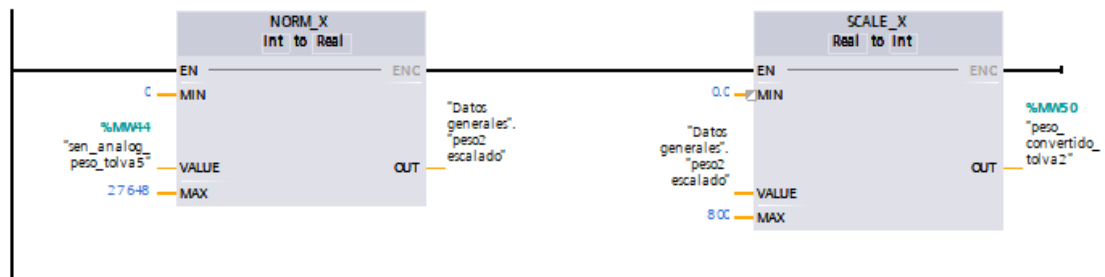 NORM_X
Int to Real
EN
ENO
0
MIN
%MW44
"sen_analog_
peso_tolva5"
VALUE
27648
MAX
OUT
"Datos
generales".
"peso2
escalado"
SCALE_X
Real to Int
EN
ENO
0.0
MIN
"Datos
generales".
"peso2
escalado"
VALUE
800
MAX
OUT
%MW50
"peso_
convertido_
tolva2"